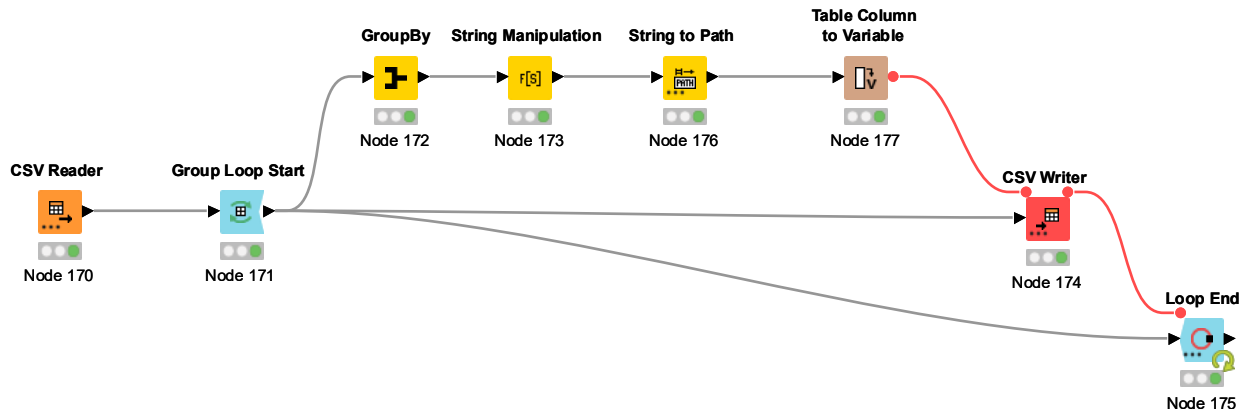 Table Column
to Variable
GroupBy
String Manipulation
String to Path
F[S]
PATH
V
Node 172
Node 173
Node 176
Node 177
CSV Reader
Group Loop Start
CSV Writer
Node 170
Node 171
Node 174
Loop End
Node 175